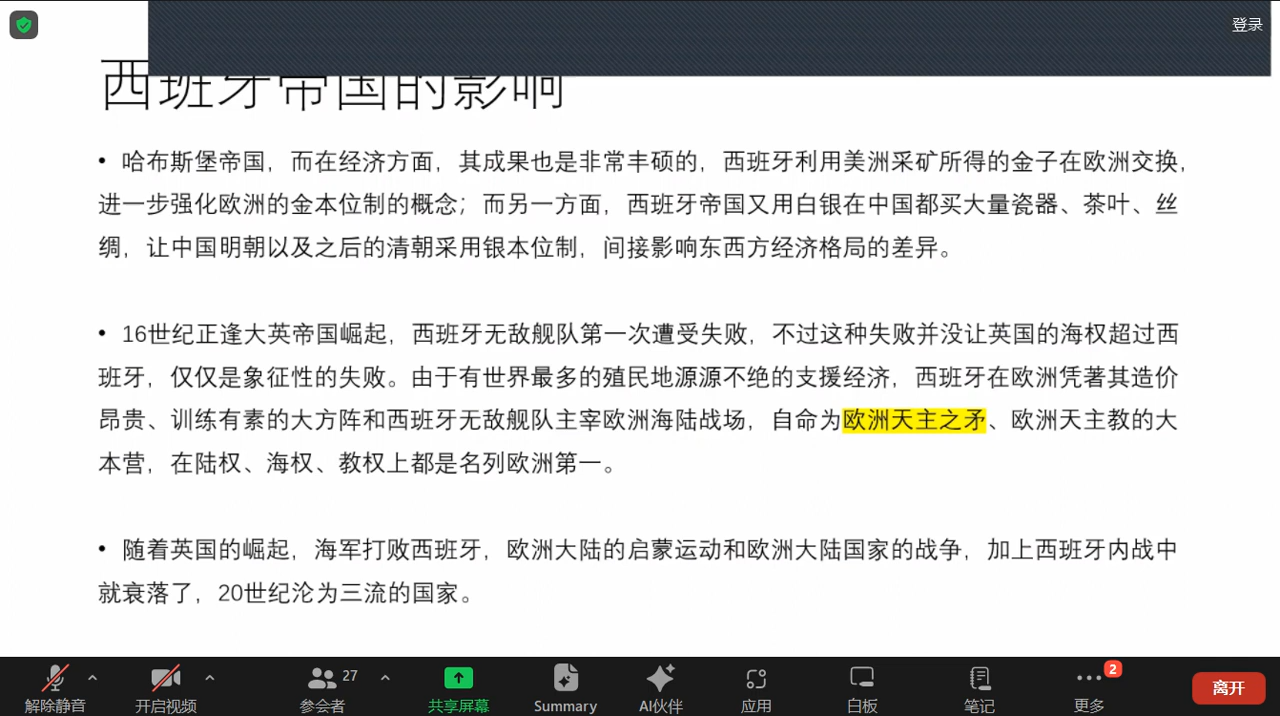 登录
西班牙帝国的影响
• 哈布斯堡帝国，而在经济方面，其成果也是非常丰硕的，西班牙利用美洲采矿所得的金子在欧洲交换，
进一步强化欧洲的金本位制的概念；而另一方面，西班牙帝国又用白银在中国都买大量瓷器、茶叶、丝
绸，让中国明朝以及之后的清朝采用银本位制，间接影响东西方经济格局的差异。
• 16世纪正逢大英帝国崛起，西班牙无敌舰队第一次遭受失败，不过这种失败并没让英国的海权超过西
班牙，仅仅是象征性的失败。由于有世界最多的殖民地源源不绝的支援经济，西班牙在欧洲凭著其造价
昂贵、训练有素的大方阵和西班牙无敌舰队主宰欧洲海陆战场，自命为欧洲天主之矛、欧洲天主教的大
本营，在陆权、海权、教权上都是名列欧洲第一。
• 随着英国的崛起，海军打败西班牙，欧洲大陆的启蒙运动和欧洲大陆国家的战争，加上西班牙内战中
就衰落了，20世纪沦为三流的国家。
27
2
解除静音
开启视频
参会者
共享屏幕
Summary
AI伙伴
应用
白板
笔记
更多
离开